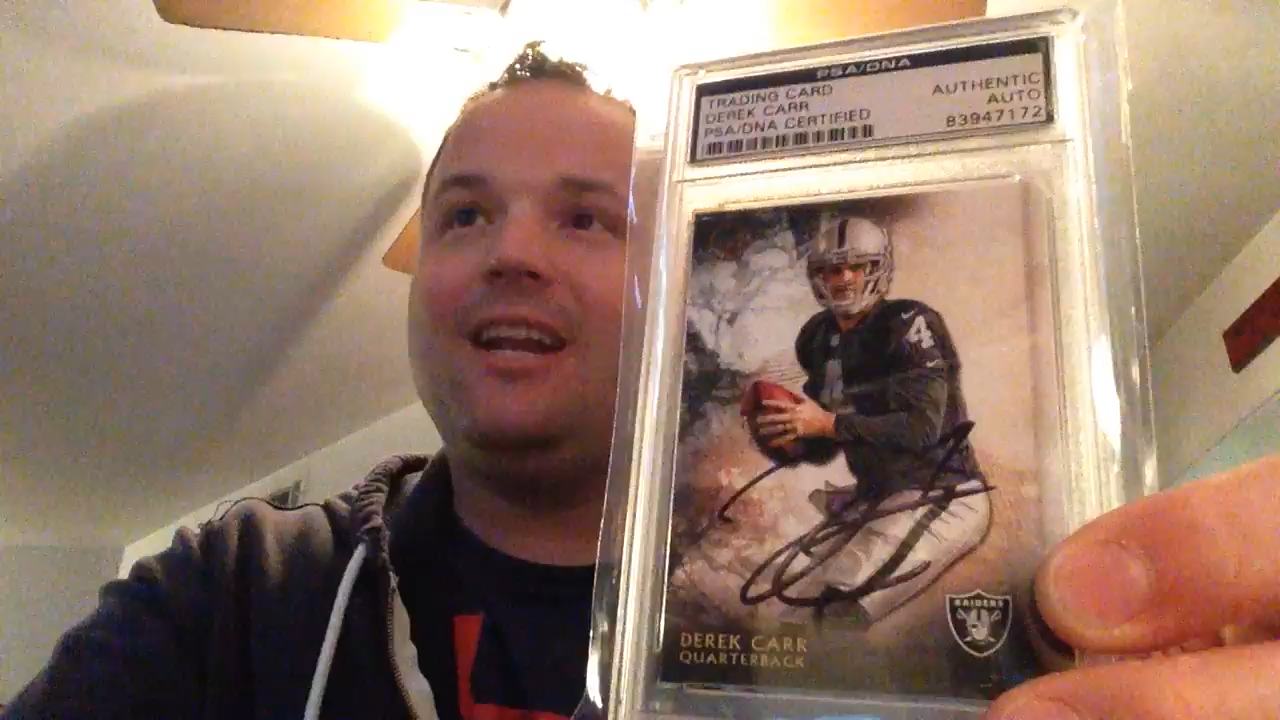 PSA/DNA
TRADING CARD
DEREK CARR
PSA/DNA CERTIFIED
AUTHENTIC
AUTO
83947172
4
RAIDERS
DEREK CARR
QUARTERBACK